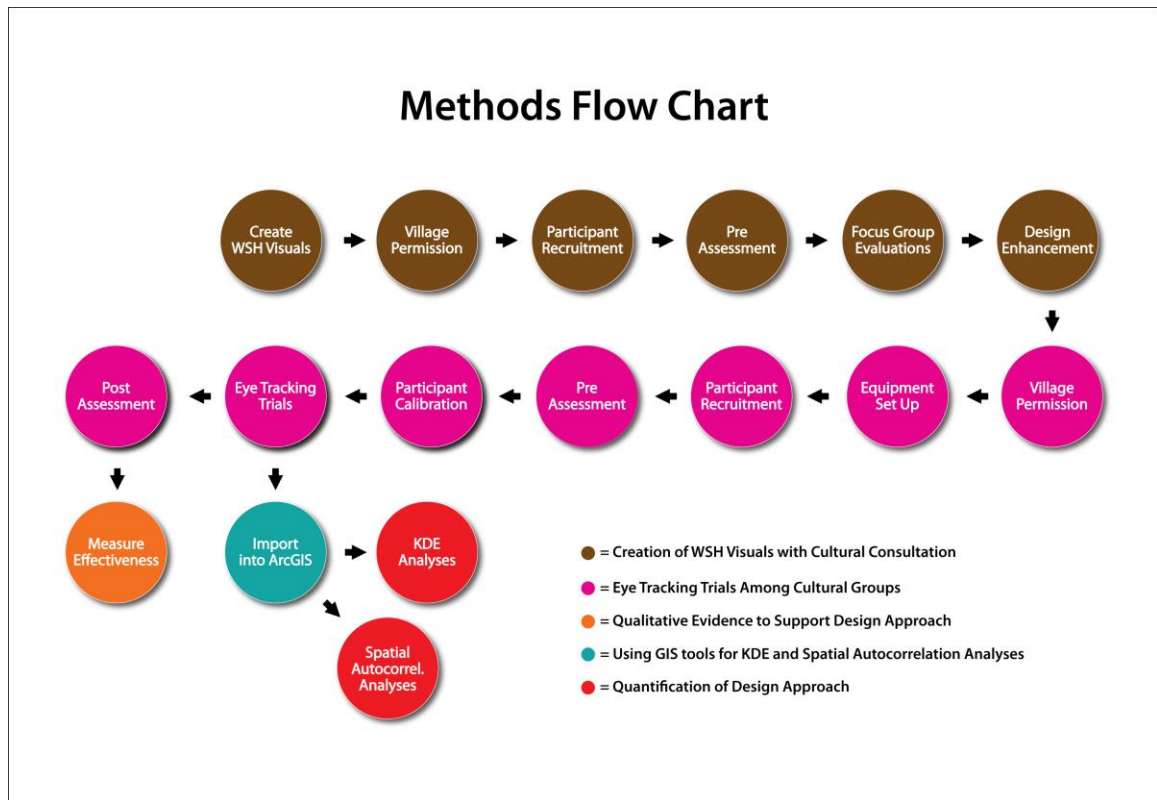 Methods Flow Chart
Create
WSH Visuals
Village
Permission
Participant
Recruitment
Pre
Assessment
Focus Group
Evaluations
Design
Enhancement
Post
Assessment
Eye Tracking
Trials
Participant
Calibration
Pre
Assessment
Participant
Recruitment
Equipment
Set Up
Village
Permission
Measure
Effectiveness
Import
into ArcGIS
KDE
Analyses
Spatial
Autocorrel.
Analyses
= Creation of WSH Visuals with Cultural Consultation
= Eye Tracking Trials Among Cultural Groups
= Qualitative Evidence to Support Design Approach
= Using GIS tools for KDE and Spatial Autocorrelation Analyses
= Quantification of Design Approach